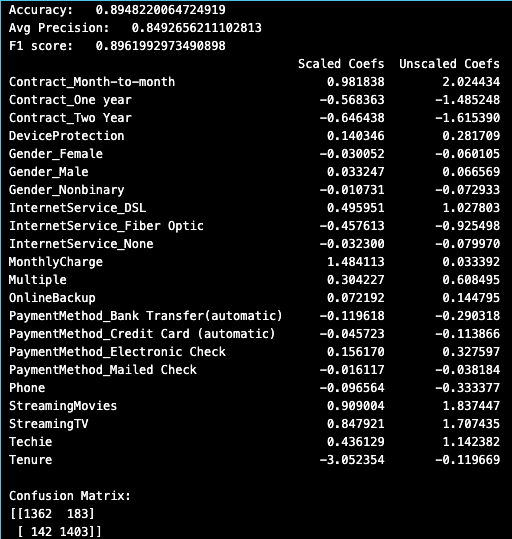 Accuracy: 0.8948220064724919
Avg Precision: 0.8492656211102813
F1 score: 0.8961992973490898
Scaled Coefs Unscaled Coefs
Contract_Month-to-month 0.981838 2.024434
Contract_One year -0.568363 -1.485248
Contract_Two Year -0.646438 -1.615390
DeviceProtection 0.140346 0.281709
Gender_Female -0.030052 -0.060105
Gender_Male 0.033247 0.066569
Gender_Nonbinary -0.010731 -0.072933
InternetService_DSL 0.495951 1.027803
InternetService_Fiber Optic -0.457613 -0.925498
InternetService_None -0.032300 -0.079970
MonthlyCharge 1.484113 0.033392
Multiple 0.304227 0.608495
OnlineBackup 0.072192 0.144795
PaymentMethod_Bank Transfer(automatic) -0.119618 -0.290318
PaymentMethod_Credit Card (automatic) -0.045723 -0.113866
PaymentMethod_Electronic Check 0.156170 0.327597
PaymentMethod_Mailed Check -0.016117 -0.038184
Phone -0.096564 -0.333377
StreamingMovies 0.909004 1.837447
StreamingTV 0.847921 1.707435
Techie 0.436129 1.142382
Tenure -3.052354 -0.119669
Confusion Matrix:
[[1362 183]
[ 142 1403]]